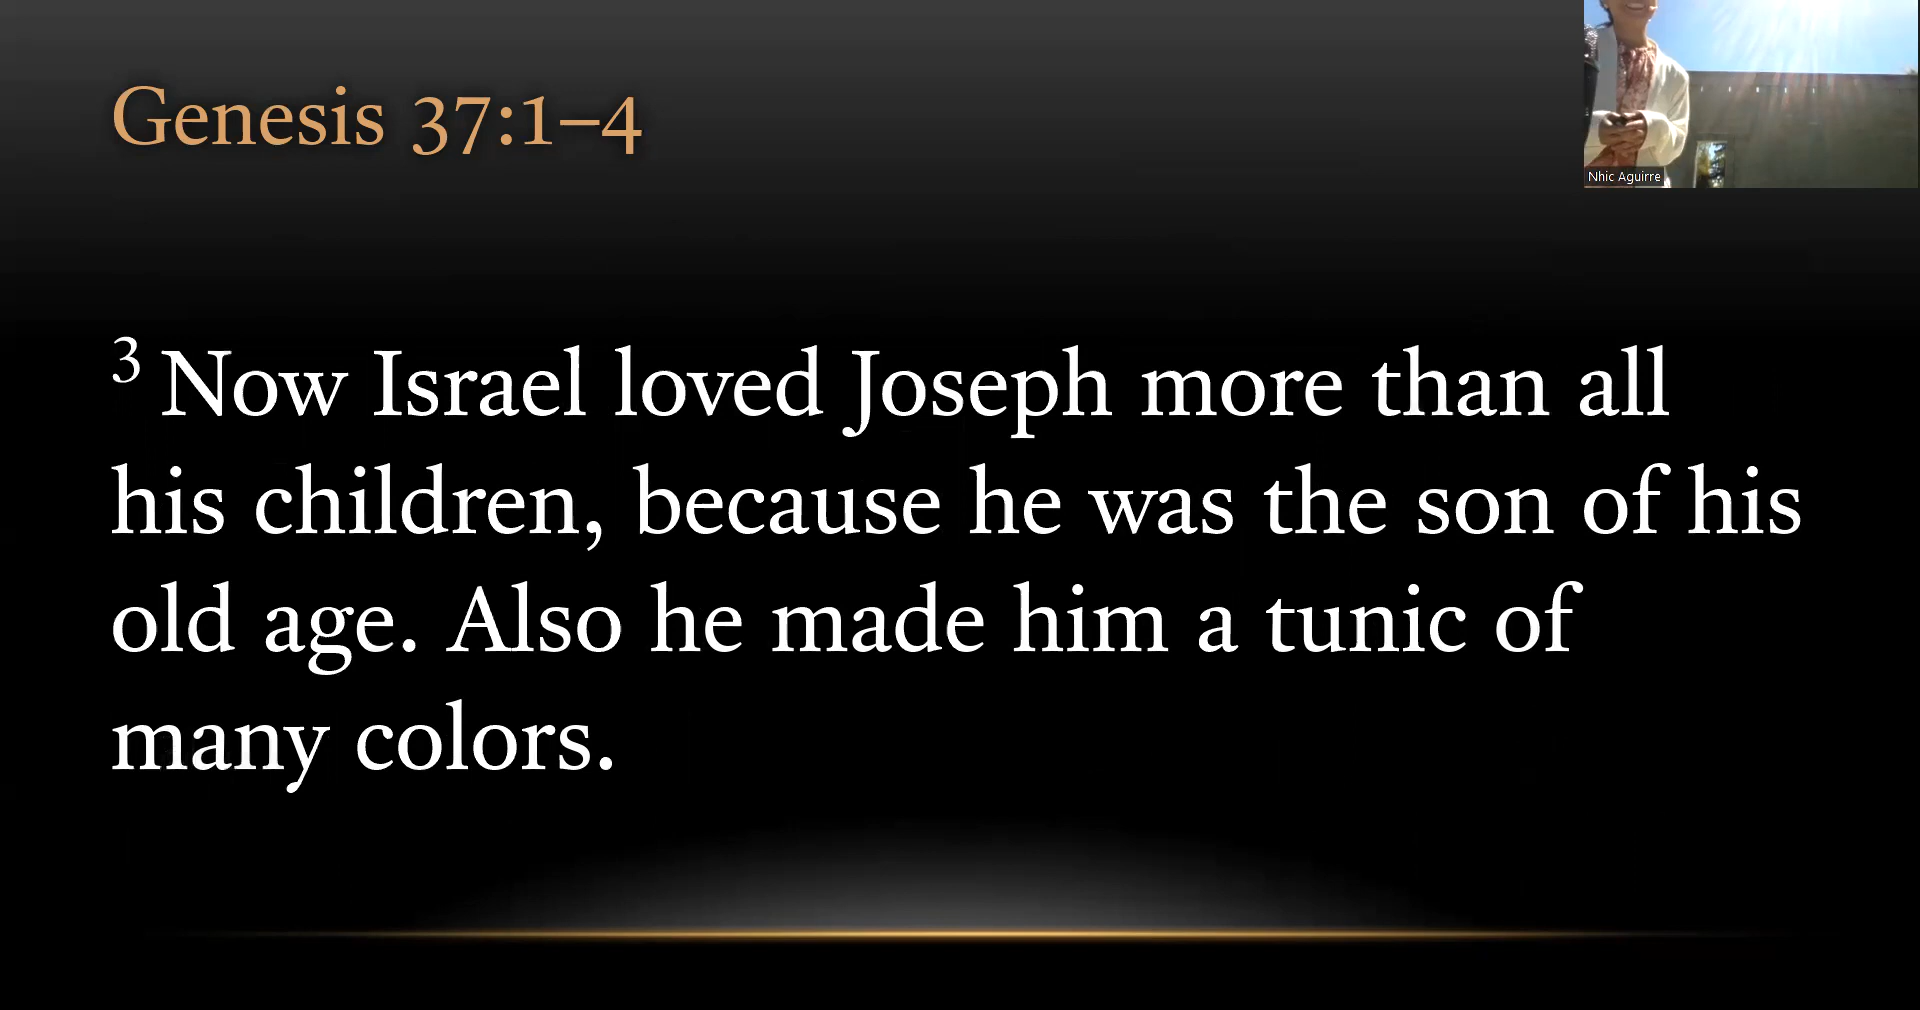 Genesis 37:1–4
Nhic Aguirre
3 Now Israel loved Joseph more than all
his children, because he was the son of his
old age. Also he made him a tunic of
many colors.